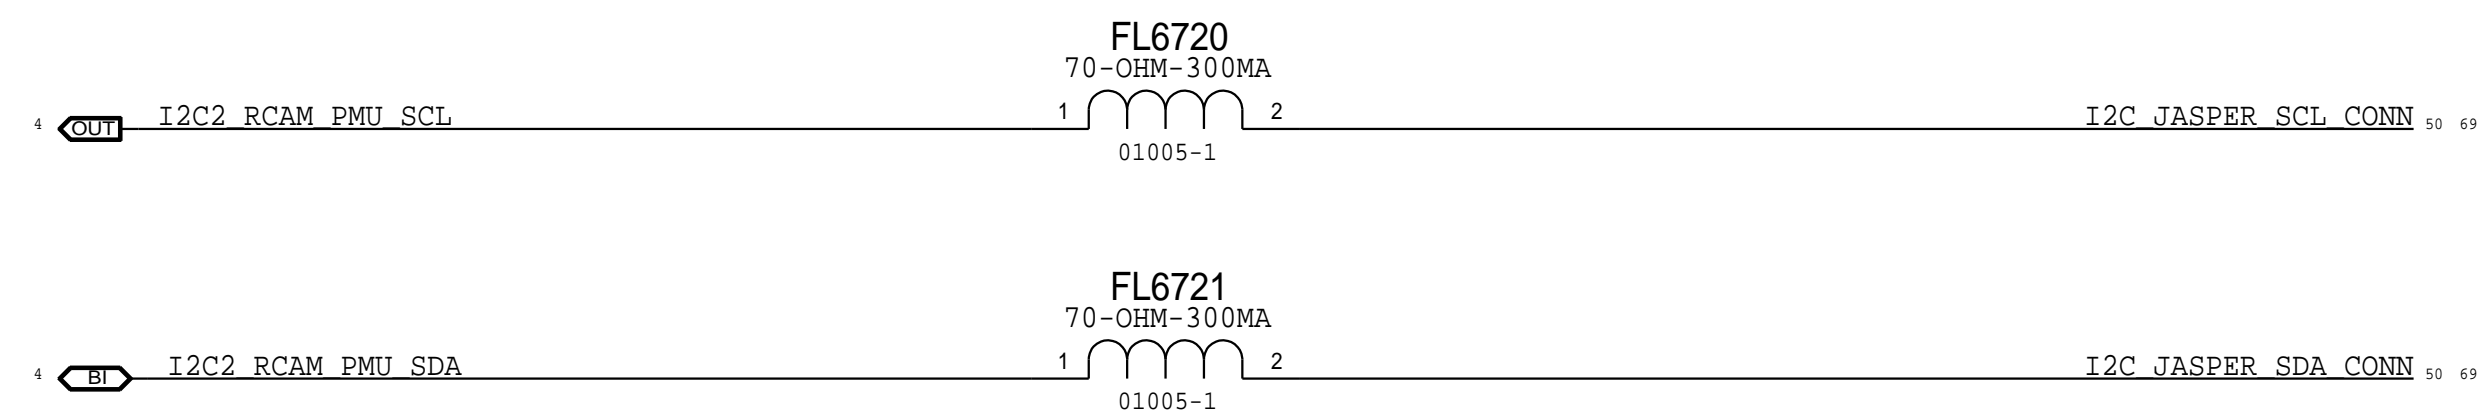 FL6720
70-OHM-300MA
4 OUT I2C2_RCAM_PMU_SCL 1 2 I2C_JASPER_SCL_CONN 50 69
01005-1
FL6721
70-OHM-300MA
4 BI I2C2_RCAM_PMU_SDA 1 2 I2C_JASPER_SDA_CONN 50 69
01005-1